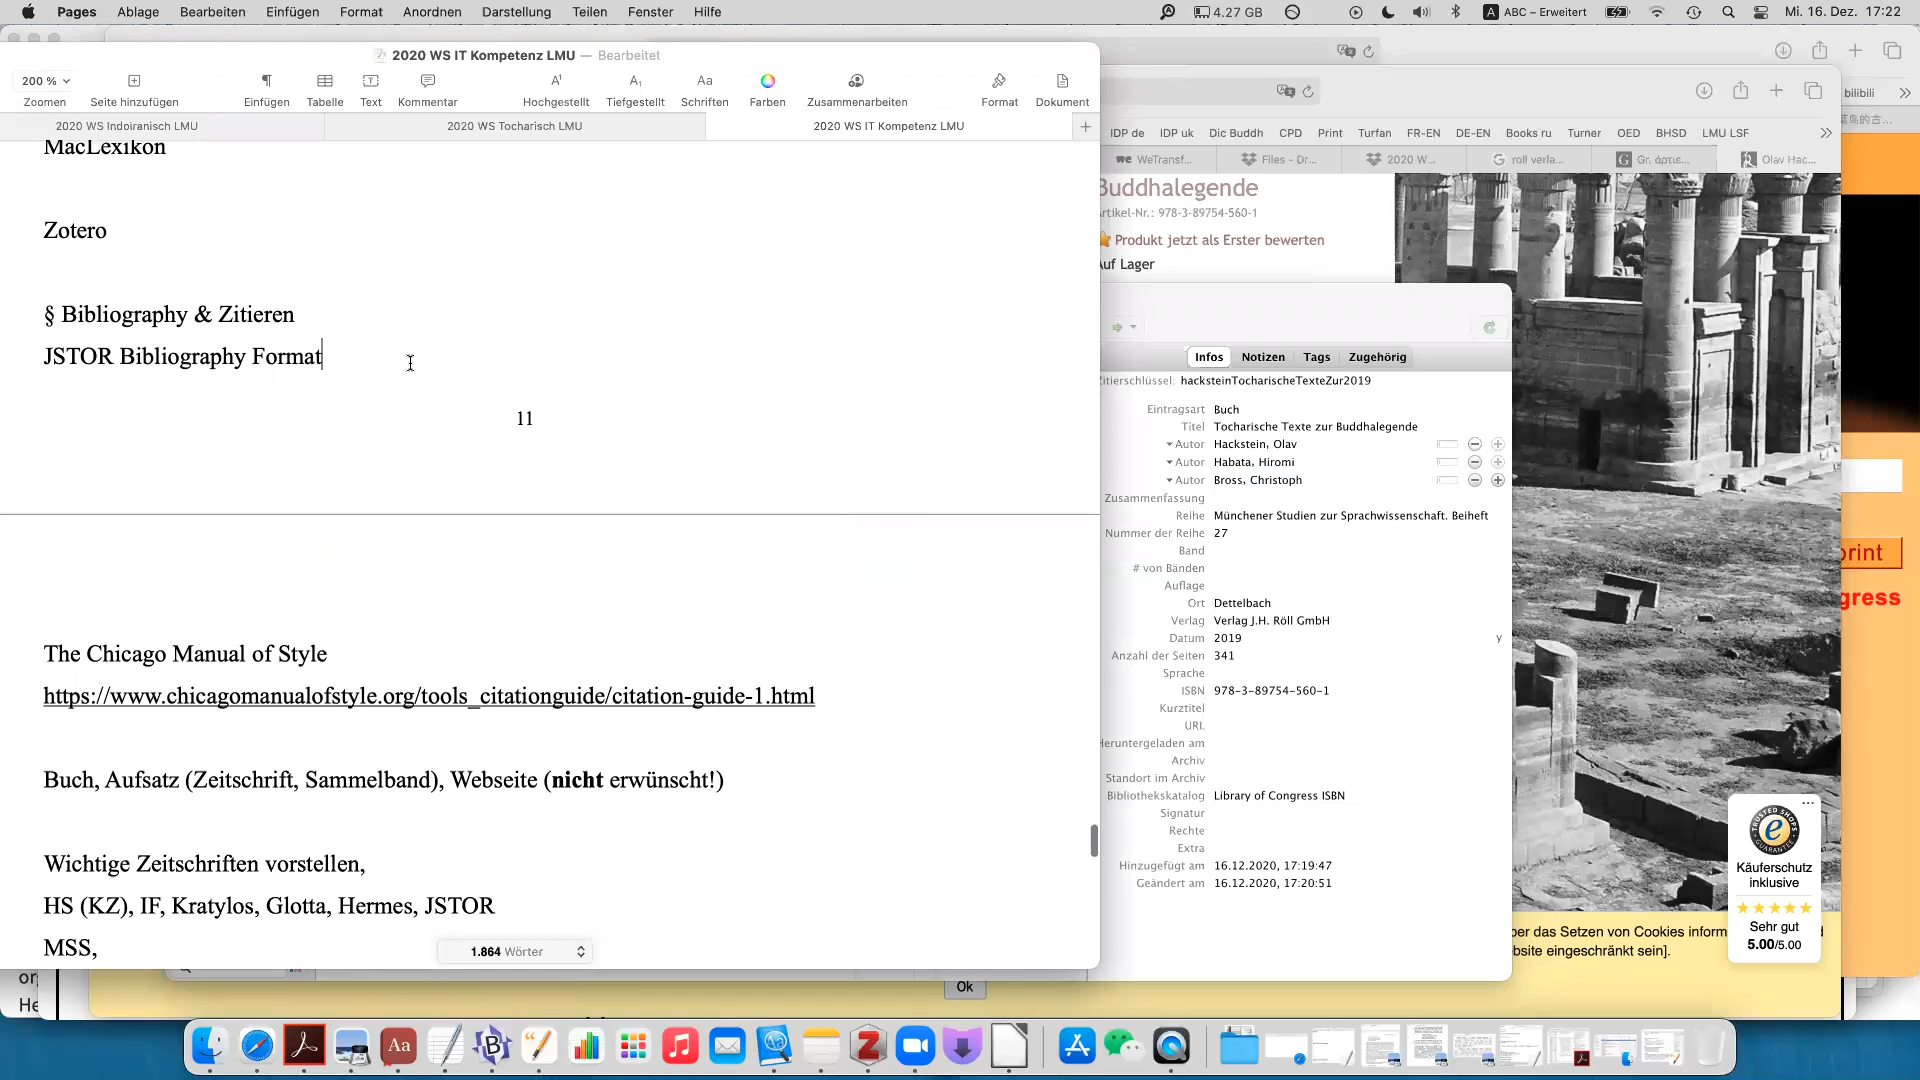 Pages Ablage Bearbeiten Einfügen Format Anordnen Darstellung Teilen Fenster Hilfe 4.27 GB A ABC – Erweitert Mi. 16. Dez. 17:22
2020 WS IT Kompetenz LMU — Bearbeitet
200 %
Zoomen Seite hinzufügen Einfügen Tabelle Text Kommentar Hochgestellt Tiefgestellt Schriften Farben Zusammenarbeiten Format Dokument
2020 WS Indoiranisch LMU 2020 WS Tocharisch LMU 2020 WS IT Kompetenz LMU
MacLexikon
Zotero
§ Bibliography & Zitieren
JSTOR Bibliography Format
11
The Chicago Manual of Style
https://www.chicagomanualofstyle.org/tools_citationguide/citation-guide-1.html
Buch, Aufsatz (Zeitschrift, Sammelband), Webseite (nicht erwünscht!)
Wichtige Zeitschriften vorstellen,
HS (KZ), IF, Kratylos, Glotta, Hermes, JSTOR
MSS,
1.864 Wörter
bilibili
IDP de IDP uk Dic Buddh CPD Print Turfan FR-EN DE-EN Books ru Turner OED BHSD LMU LSF
WeTransf... Files - Dr... 2020 W... roll verla... Gr. ἄρτιε... Olav Hac...
Buddhalegende
Artikel-Nr.: 978-3-89754-560-1
Produkt jetzt als Erster bewerten
Auf Lager
Infos Notizen Tags Zugehörig
Zitierschlüssel: hacksteinTocharischeTexteZur2019
Eintragsart Buch
Titel Tocharische Texte zur Buddhalegende
Autor Hackstein, Olav
Autor Habata, Hiromi
Autor Bross, Christoph
Zusammenfassung
Reihe Münchener Studien zur Sprachwissenschaft. Beiheft
Nummer der Reihe 27
Band
# von Bänden
Auflage
Ort Dettelbach
Verlag Verlag J.H. Röll GmbH
Datum 2019 y
Anzahl der Seiten 341
Sprache
ISBN 978-3-89754-560-1
Kurztitel
URL
Heruntergeladen am
Archiv
Standort im Archiv
Bibliothekskatalog Library of Congress ISBN
Signatur
Rechte
Extra
Hinzugefügt am 16.12.2020, 17:19:47
Geändert am 16.12.2020, 17:20:51
print
gress
TRUSTED SHOPS
GUARANTEE
Käuferschutz
inklusive
Sehr gut
5.00/5.00
ber das Setzen von Cookies inform
bsite eingeschränkt sein].
Ok
He